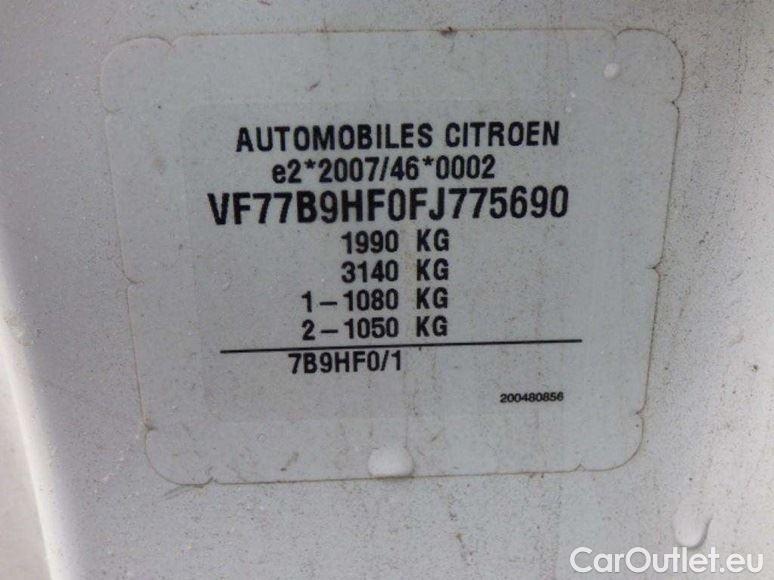 AUTOMOBILES CITROEN
e2*2007/46*0002
VF77B9HF0FJ775690
1990 KG
3140 KG
1-1080 KG
2-1050 KG
7B9HF0/1
200480856
CarOutlet.eu